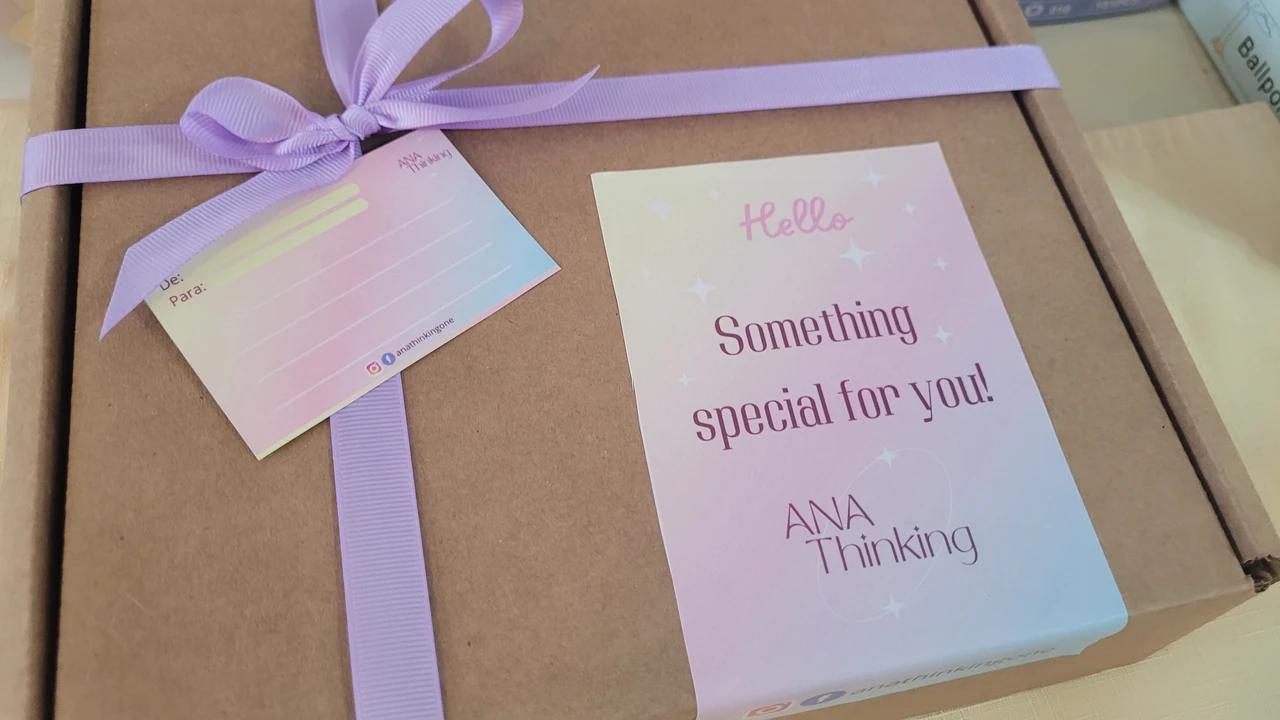 ANA
Thinking
De:
Para:
anathinkingone
Hello
Something
special for you!
ANA
Thinking
anathinkingone